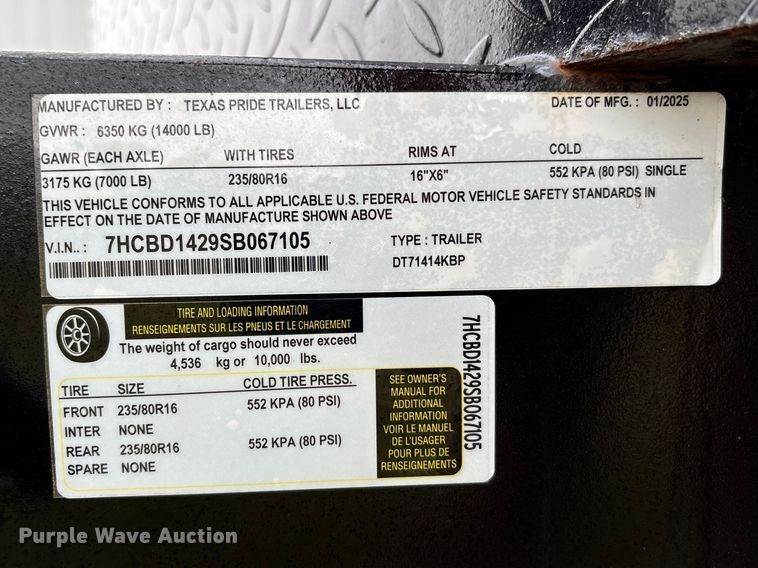 MANUFACTURED BY : TEXAS PRIDE TRAILERS, LLC DATE OF MFG. : 01/2025
GVWR : 6350 KG (14000 LB)
GAWR (EACH AXLE) WITH TIRES RIMS AT COLD
3175 KG (7000 LB) 235/80R16 16"X6" 552 KPA (80 PSI) SINGLE
THIS VEHICLE CONFORMS TO ALL APPLICABLE U.S. FEDERAL MOTOR VEHICLE SAFETY STANDARDS IN
EFFECT ON THE DATE OF MANUFACTURE SHOWN ABOVE
V.I.N.. : 7HCBD1429SB067105 TYPE : TRAILER
DT71414KBP
TIRE AND LOADING INFORMATION
RENSEIGNEMENTS SUR LES PNEUS ET LE CHARGEMENT
The weight of cargo should never exceed
4,536 kg or 10,000 lbs.
TIRE SIZE COLD TIRE PRESS.
FRONT 235/80R16 552 KPA (80 PSI)
INTER NONE
REAR 235/80R16 552 KPA (80 PSI)
SPARE NONE
SEE OWNER'S
MANUAL FOR
ADDITIONAL
INFORMATION
VOIR LE MANUEL
DE L'USAGER
POUR PLUS DE
RENSEIGNEMENTS
7HCBD1429SB067105
Purple Wave Auction